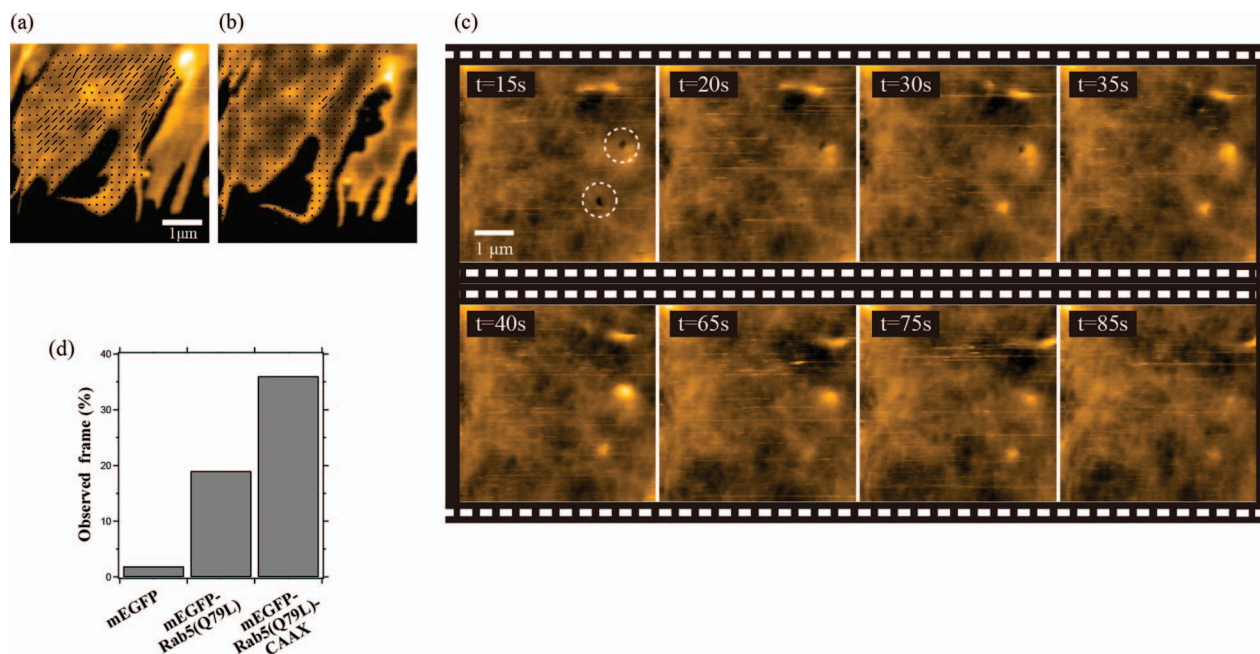 (a)
(b)
(c)
1μm
t=15s
t=20s
t=30s
t=35s
1 μm
t=40s
t=65s
t=75s
t=85s
(d)
Observed frame (%)
40
30
20
10
0
mEGFP
mEGFP-
Rab5(Q79L)
mEGFP-
Rab5(Q79L)-
CAAX